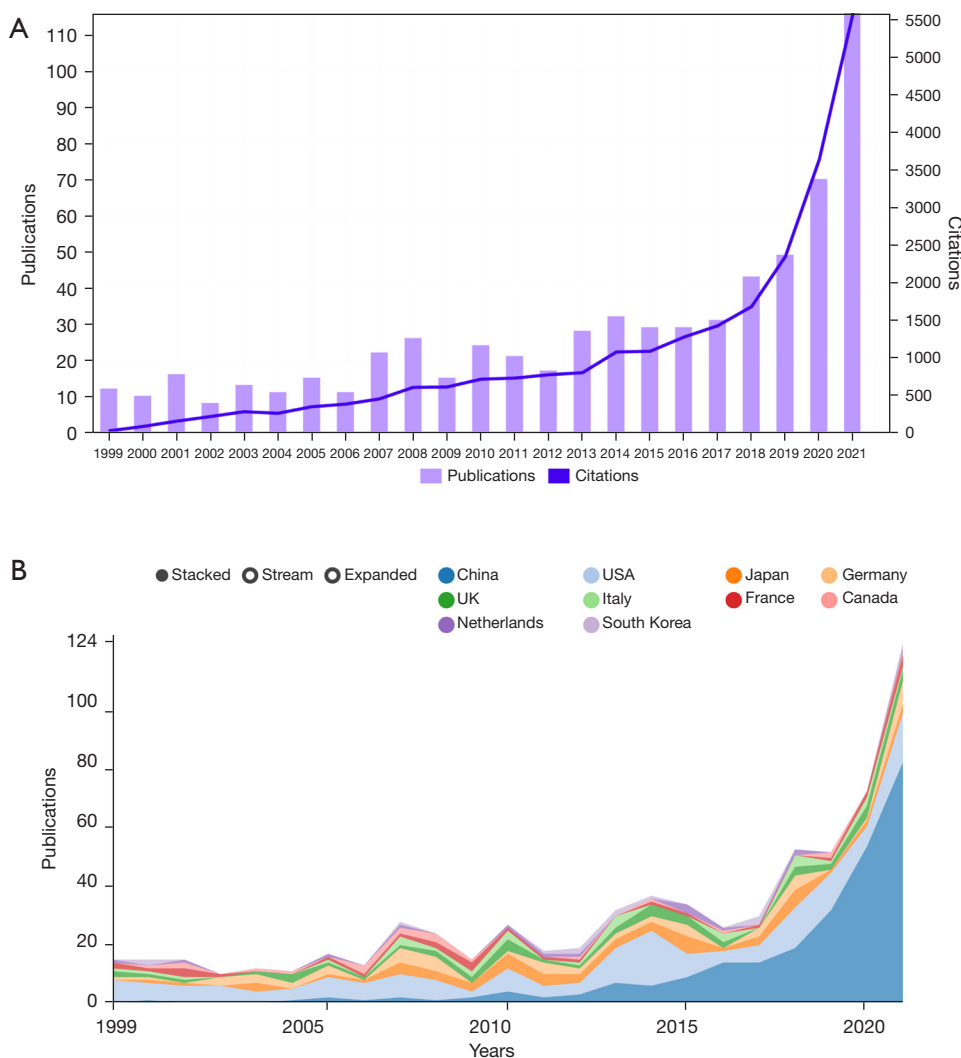 A
110
100
90
80
70
60
50
40
30
20
10
0
Publications
5500
5000
4500
4000
3500
3000
2500
2000
1500
1000
500
0
Citations
1999 2000 2001 2002 2003 2004 2005 2006 2007 2008 2009 2010 2011 2012 2013 2014 2015 2016 2017 2018 2019 2020 2021
Publications Citations
B
Stacked Stream Expanded China USA Japan Germany
UK Italy France Canada
Netherlands South Korea
124
100
80
60
40
20
0
Publications
1999 2005 2010 2015 2020
Years